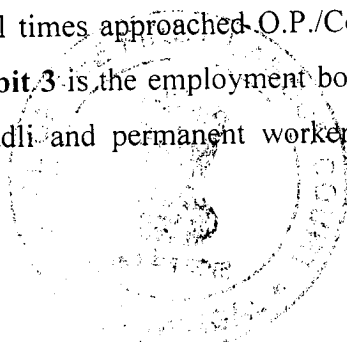 l times approached O.P./Co
bit 3 is the employment bo
dli and permanent worker